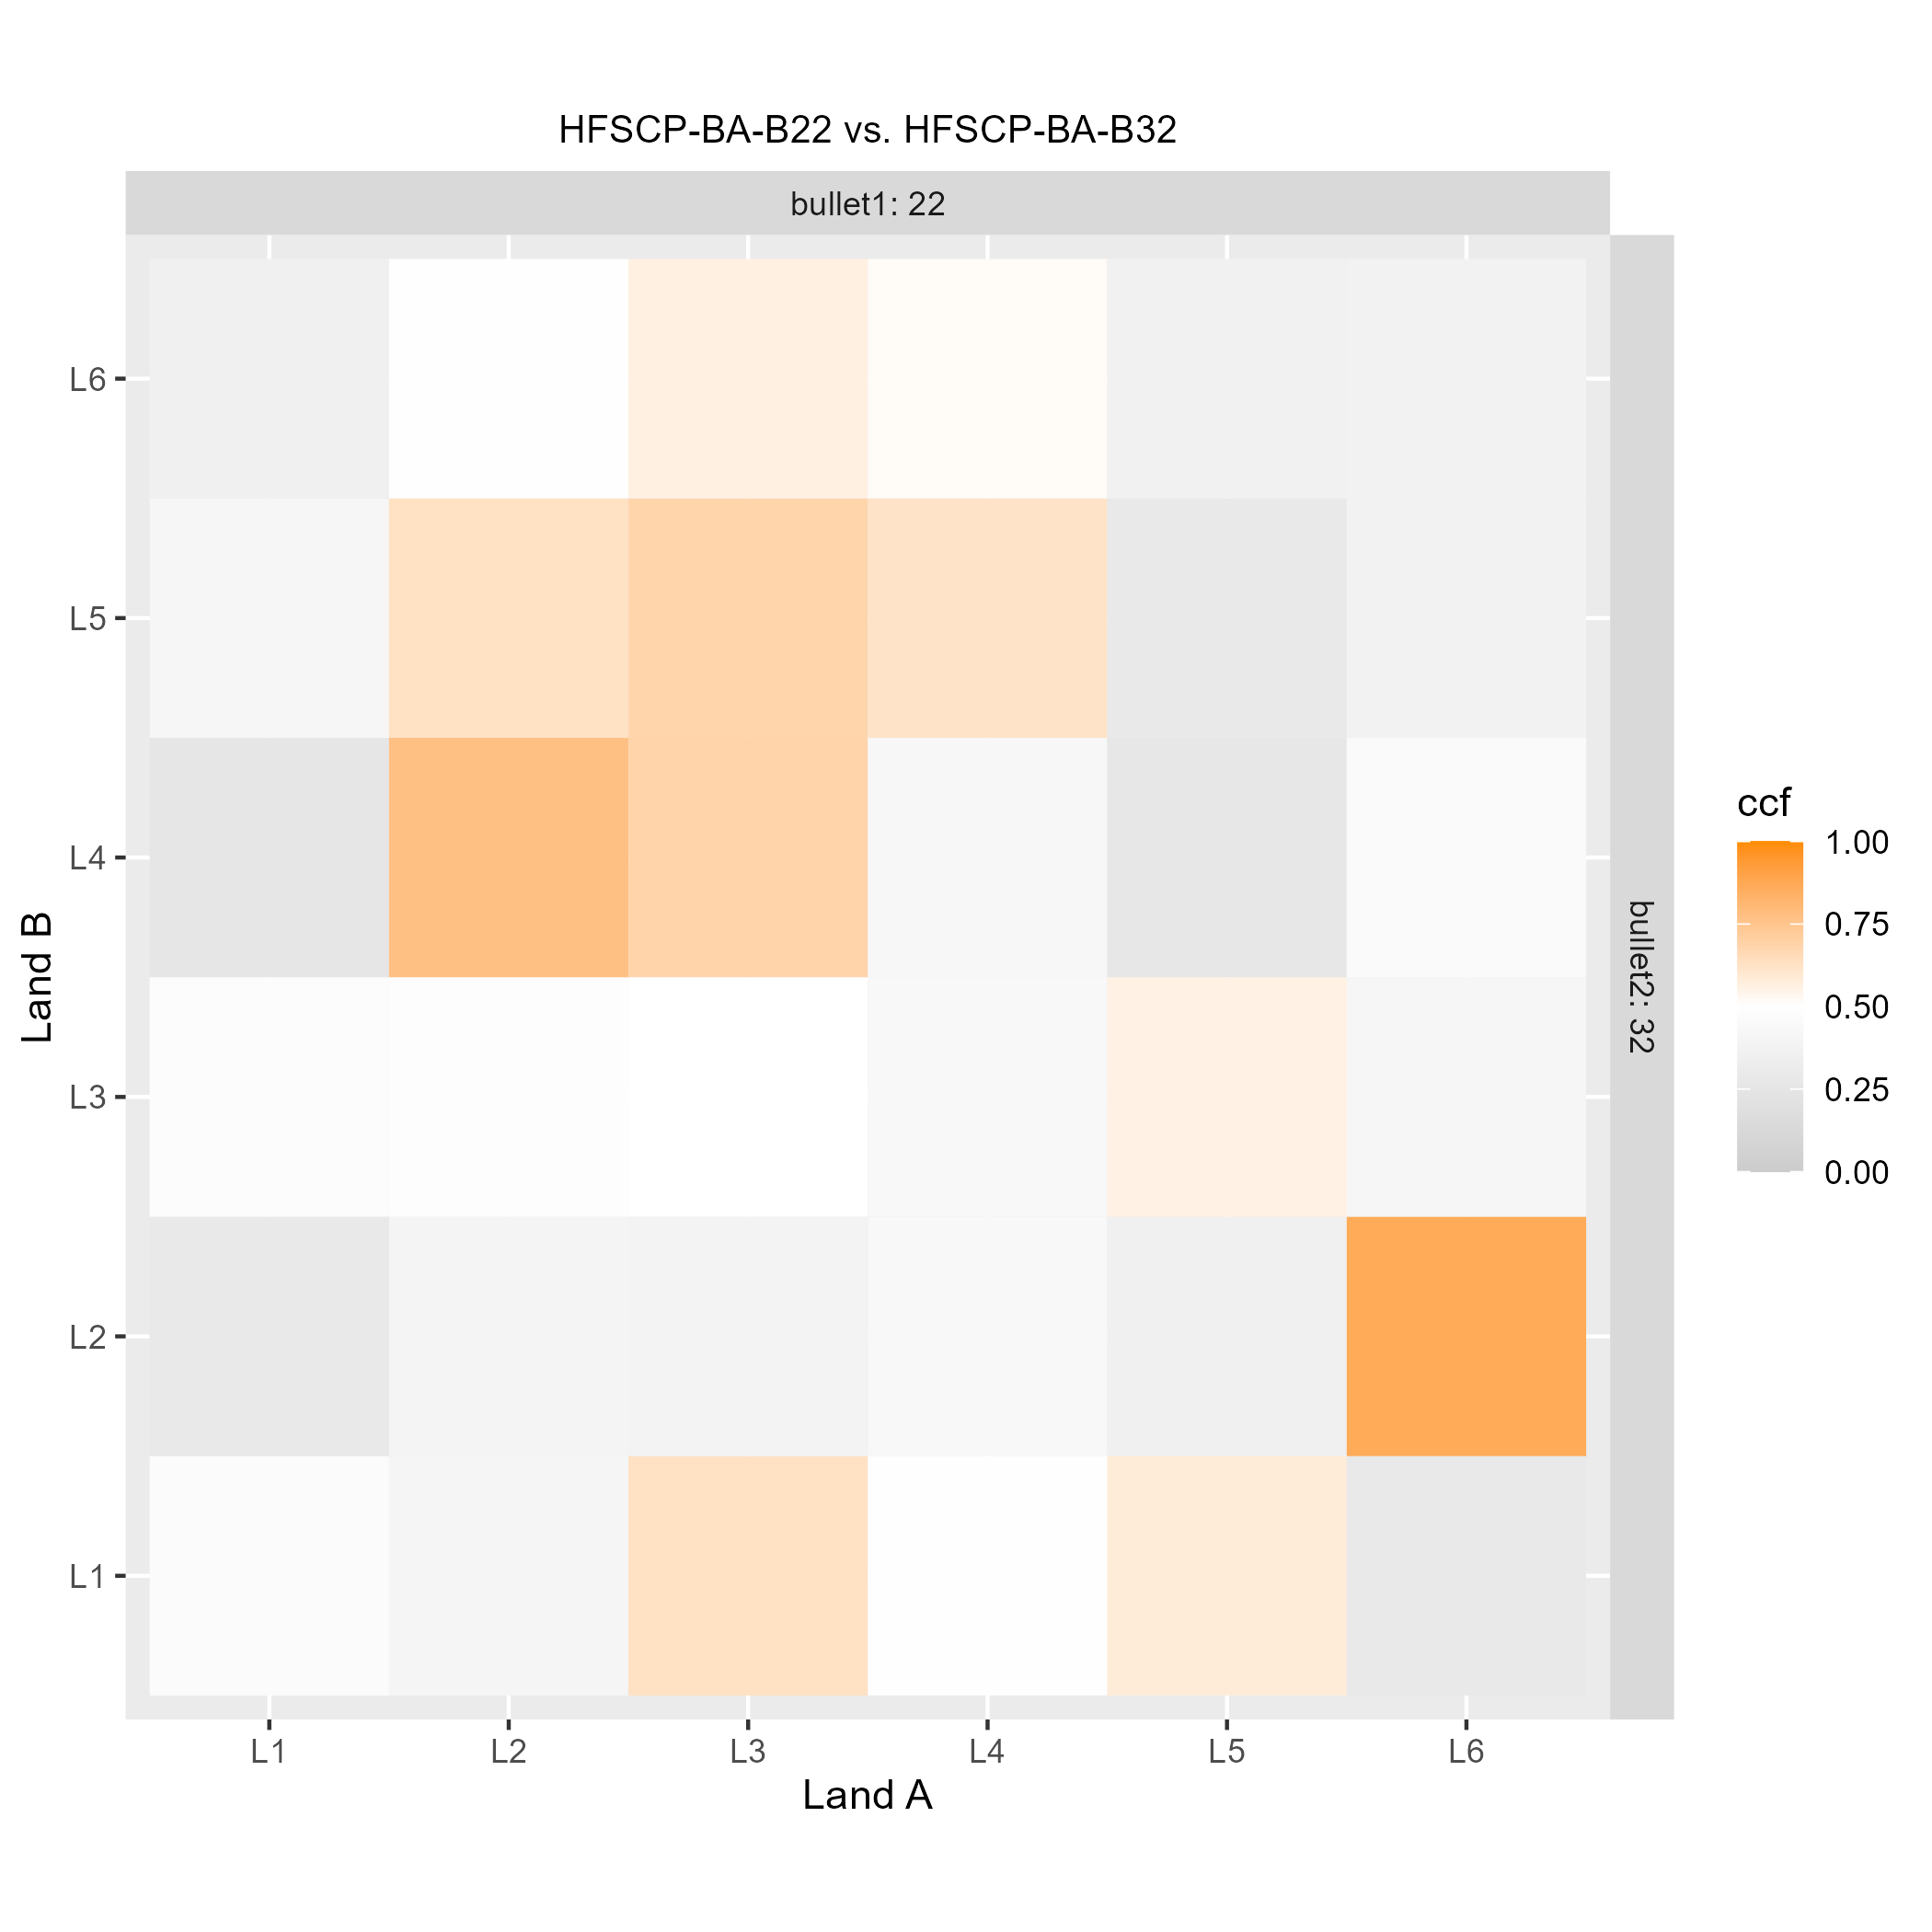 HFSCP-BA-B22 vs. HFSCP-BA-B32
bullet1: 22
L6
L5
L4
L3
L2
L1
Land B
bullet2: 32
L1 L2 L3 L4 L5 L6
Land A
ccf
1.00
0.75
0.50
0.25
0.00